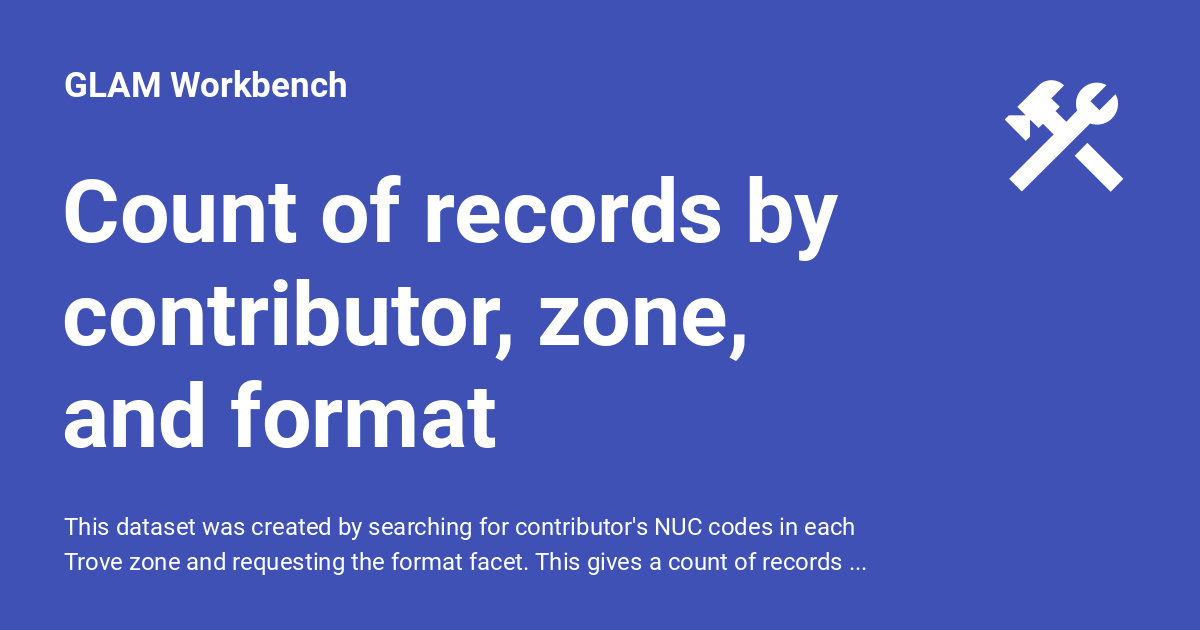 GLAM Workbench
Count of records by
contributor, zone,
and format
This dataset was created by searching for contributor's NUC codes in each
Trove zone and requesting the format facet. This gives a count of records ...